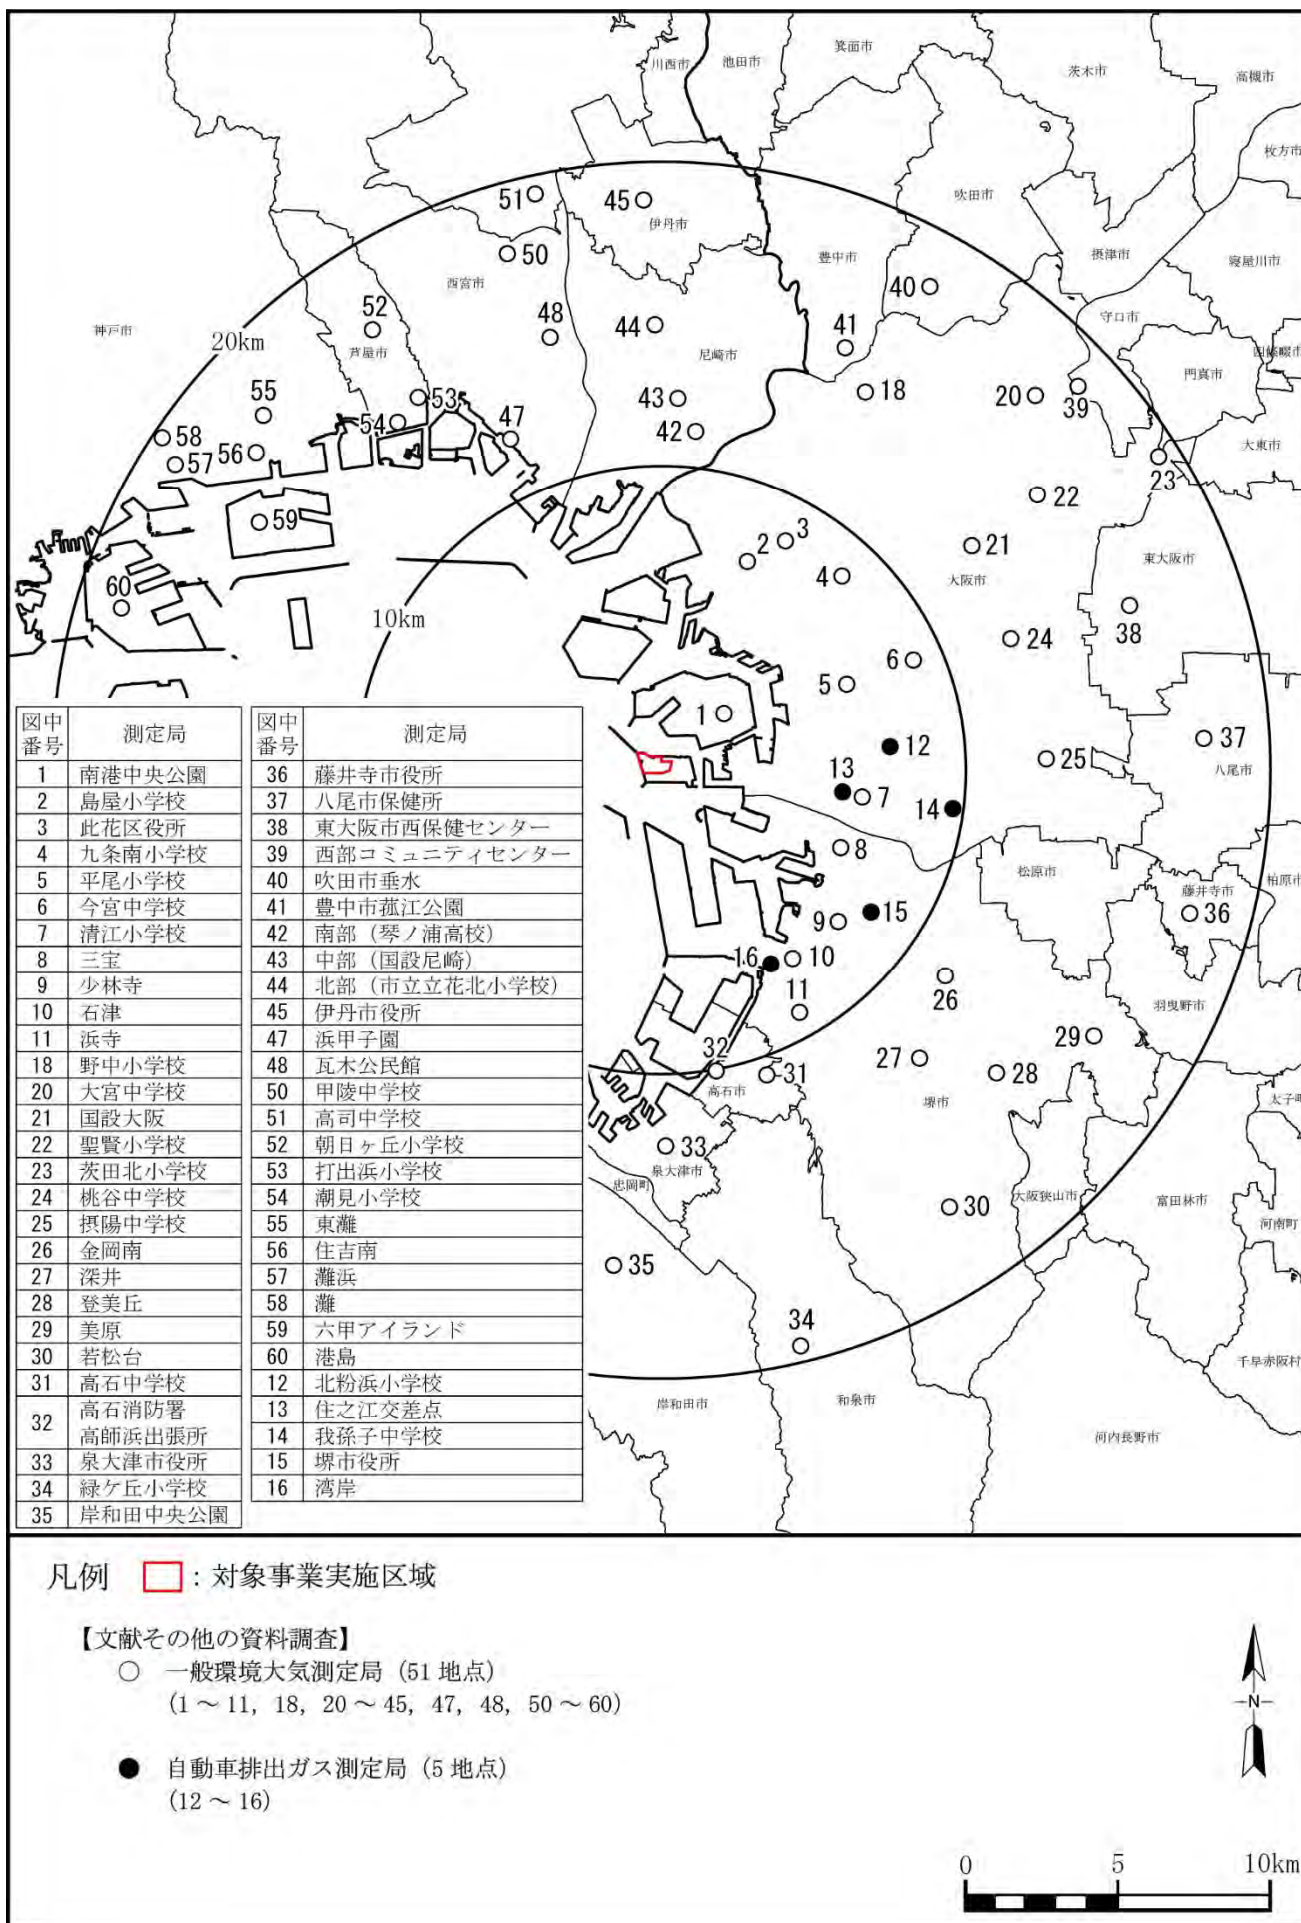 川西市
池田市
箕面市
茨木市
高槻市
枚方市
吹田市
51
45
伊丹市
豊中市
摂津市
寝屋川市
50
西宮市
40
52
48
44
41
守口市
神戸市
20km
芦屋市
尼崎市
四條畷市
門真市
55
53
43
18
20
39
58
54
47
42
大東市
57
56
23
22
59
3
2
21
東大阪市
4
大阪市
60
10km
24
38
6
5
1
12
37
25
八尾市
13
7
14
8
松原市
藤井寺市
柏原市
9
15
36
16
10
26
11
羽曳野市
29
32
27
31
28
高石市
堺市
太子町
33
泉大津市
忠岡町
大阪狭山市
富田林市
30
河南町
35
34
千早赤阪村
岸和田市
和泉市
河内長野市
図中番号 測定局
1 南港中央公園
2 島屋小学校
3 此花区役所
4 九条南小学校
5 平尾小学校
6 今宮中学校
7 清江小学校
8 三宝
9 少林寺
10 石津
11 浜寺
18 野中小学校
20 大宮中学校
21 国設大阪
22 聖賢小学校
23 茨田北小学校
24 桃谷中学校
25 摂陽中学校
26 金岡南
27 深井
28 登美丘
29 美原
30 若松台
31 高石中学校
32 高石消防署
高師浜出張所
33 泉大津市役所
34 緑ケ丘小学校
35 岸和田中央公園
図中番号 測定局
36 藤井寺市役所
37 八尾市保健所
38 東大阪市西保健センター
39 西部コミュニティセンター
40 吹田市垂水
41 豊中市菰江公園
42 南部（琴ノ浦高校）
43 中部（国設尼崎）
44 北部（市立立花北小学校）
45 伊丹市役所
47 浜甲子園
48 瓦木公民館
50 甲陵中学校
51 高司中学校
52 朝日ヶ丘小学校
53 打出浜小学校
54 潮見小学校
55 東灘
56 住吉南
57 灘浜
58 灘
59 六甲アイランド
60 港島
12 北粉浜小学校
13 住之江交差点
14 我孫子中学校
15 堺市役所
16 湾岸
凡例 ：対象事業実施区域
【文献その他の資料調査】
○ 一般環境大気測定局（51 地点）
（1 ～ 11，18，20 ～ 45，47，48，50 ～ 60）
● 自動車排出ガス測定局（5 地点）
（12 ～ 16）
N
0 5 10km